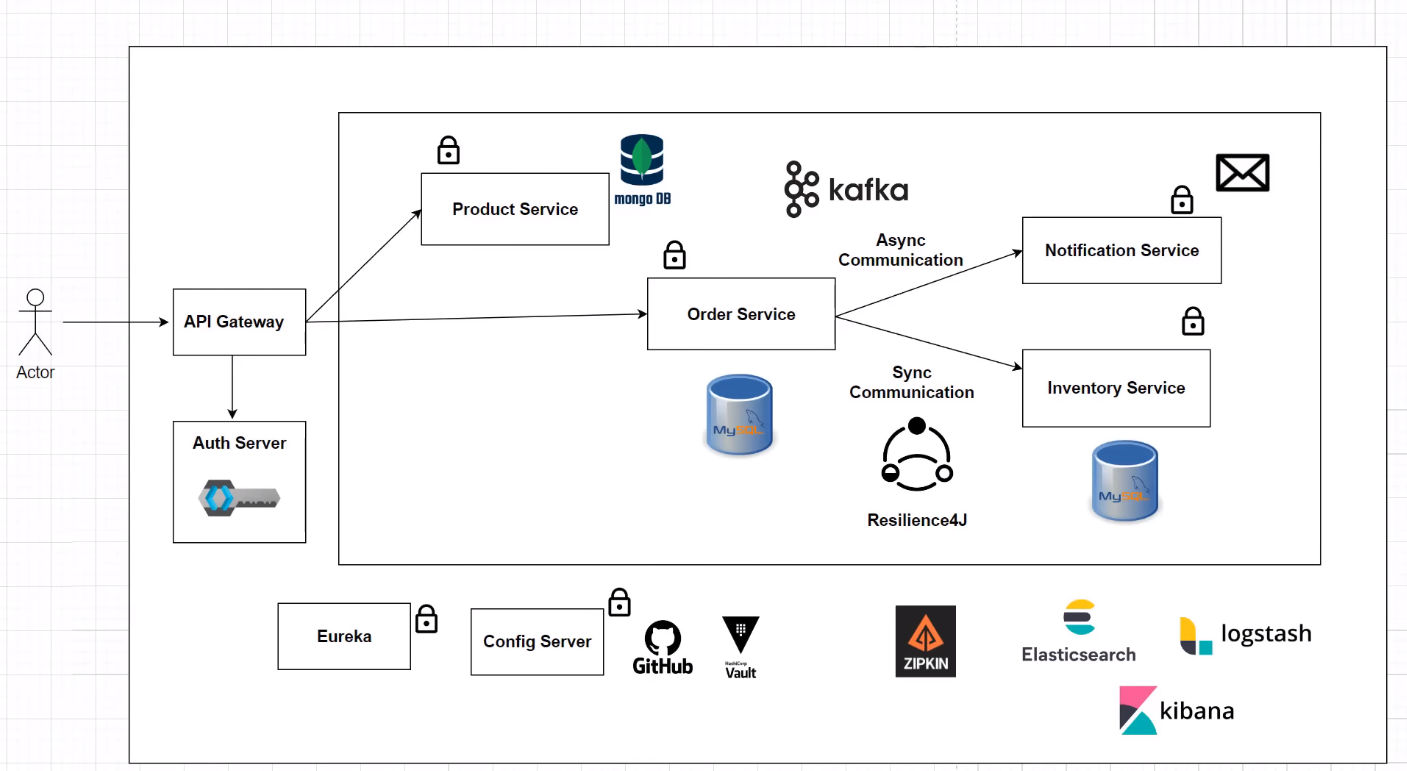 Product Service
mongo DB
kafka
Async
Communication
Notification Service
Order Service
API Gateway
Actor
Sync
Communication
Inventory Service
MySQL
Auth Server
MySQL
Resilience4J
Eureka
Config Server
GitHub
HashiCorp
Vault
ZIPKIN
Elasticsearch
logstash
kibana